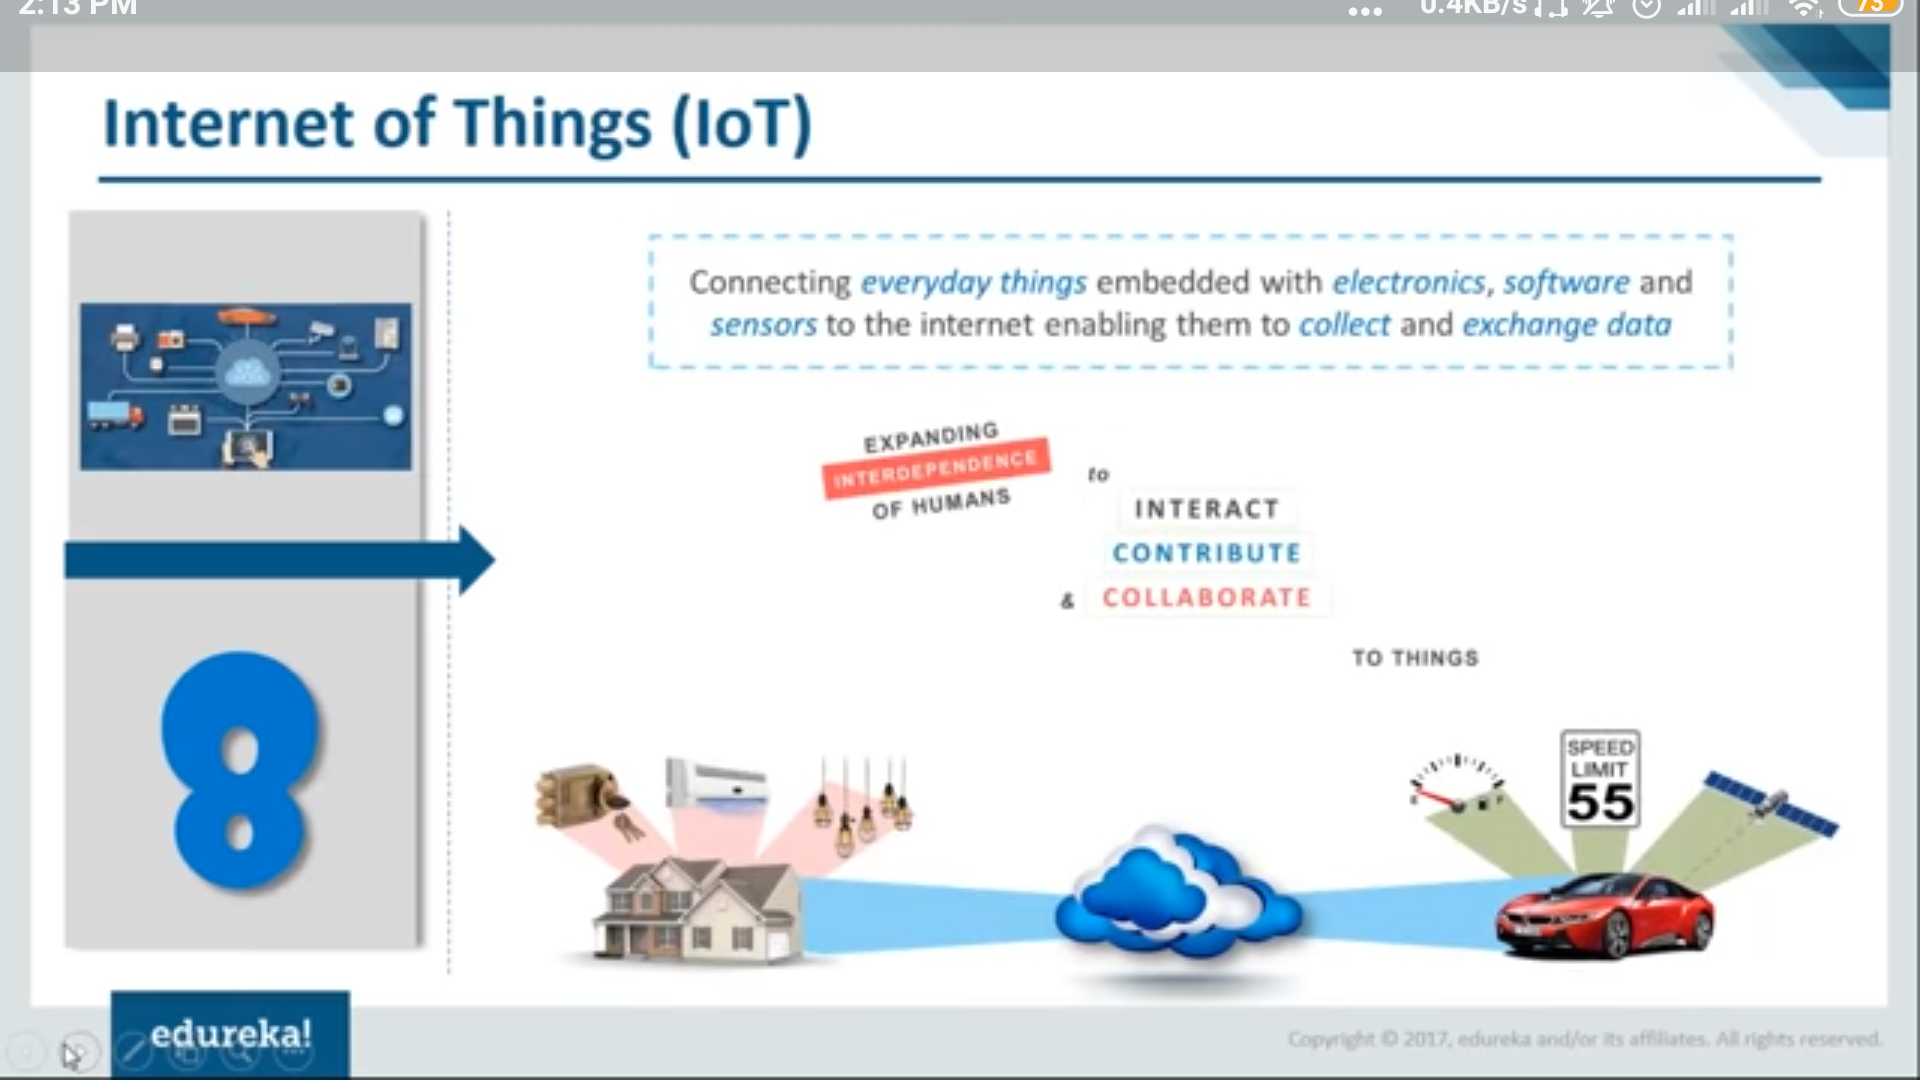 2:13 PM
... 0.4KB/s 73
Internet of Things (IoT)
Connecting everyday things embedded with electronics, software and
sensors to the internet enabling them to collect and exchange data
EXPANDING
INTERDEPENDENCE
OF HUMANS
to
INTERACT
CONTRIBUTE
& COLLABORATE
TO THINGS
8
F
SPEED
LIMIT
55
edureka!
Copyright © 2017, edureka and/or its affiliates. All rights reserved.